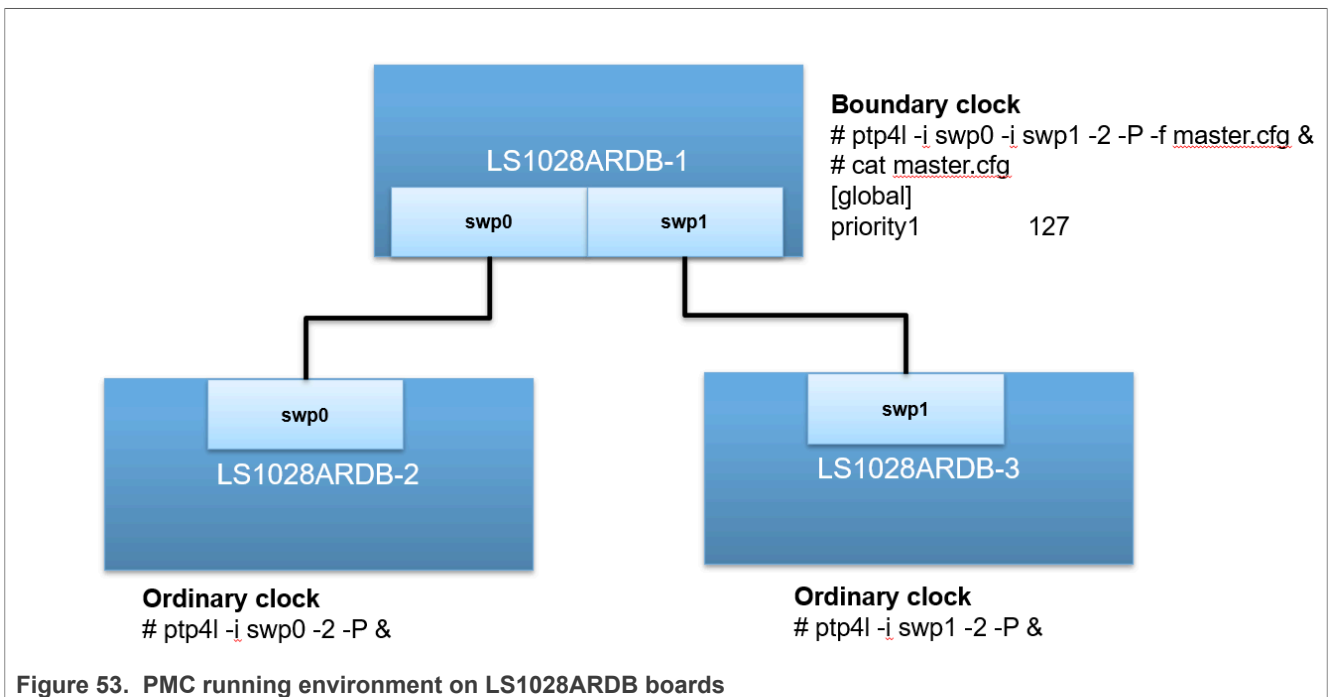 LS1028ARDB-1
swp0
swp1
Boundary clock
# ptp4l -i swp0 -i swp1 -2 -P -f master.cfg &
# cat master.cfg
[global]
priority1 127
swp0
LS1028ARDB-2
swp1
LS1028ARDB-3
Ordinary clock
# ptp4l -i swp0 -2 -P &
Ordinary clock
# ptp4l -i swp1 -2 -P &
Figure 53. PMC running environment on LS1028ARDB boards